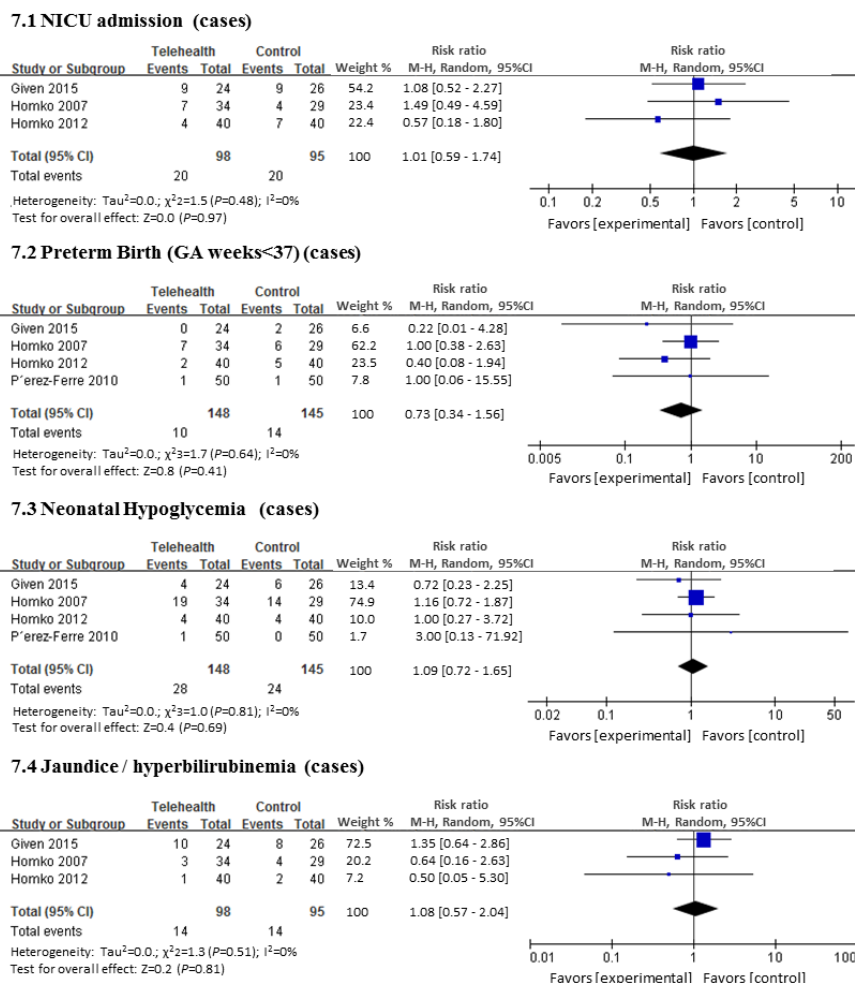 7.1 NICU admission (cases)
Telehealth Control Risk ratio Risk ratio
Study or Subgroup Events Total Events Total Weight % M-H, Random, 95%CI M-H, Random, 95%CI
Given 2015 9 24 9 26 54.2 1.08 [0.52 - 2.27]
Homko 2007 7 34 4 29 23.4 1.49 [0.49 - 4.59]
Homko 2012 4 40 7 40 22.4 0.57 [0.18 - 1.80]
Total (95% CI) 98 95 100 1.01 [0.59 - 1.74]
Total events 20 20
Heterogeneity: Tau²=0.0.; χ²2=1.5 (P=0.48); I²=0%
Test for overall effect: Z=0.0 (P=0.97)
0.1 0.2 0.5 1 2 5 10
Favors [experimental] Favors [control]
7.2 Preterm Birth (GA weeks<37) (cases)
Telehealth Control Risk ratio Risk ratio
Study or Subgroup Events Total Events Total Weight % M-H, Random, 95%CI M-H, Random, 95%CI
Given 2015 0 24 2 26 6.6 0.22 [0.01 - 4.28]
Homko 2007 7 34 6 29 62.2 1.00 [0.38 - 2.63]
Homko 2012 2 40 5 40 23.5 0.40 [0.08 - 1.94]
P´erez-Ferre 2010 1 50 1 50 7.8 1.00 [0.06 - 15.55]
Total (95% CI) 148 145 100 0.73 [0.34 - 1.56]
Total events 10 14
Heterogeneity: Tau²=0.0.; χ²3=1.7 (P=0.64); I²=0%
Test for overall effect: Z=0.8 (P=0.41)
0.005 0.1 1 10 200
Favors [experimental] Favors [control]
7.3 Neonatal Hypoglycemia (cases)
Telehealth Control Risk ratio Risk ratio
Study or Subgroup Events Total Events Total Weight % M-H, Random, 95%CI M-H, Random, 95%CI
Given 2015 4 24 6 26 13.4 0.72 [0.23 - 2.25]
Homko 2007 19 34 14 29 74.9 1.16 [0.72 - 1.87]
Homko 2012 4 40 4 40 10.0 1.00 [0.27 - 3.72]
P´erez-Ferre 2010 1 50 0 50 1.7 3.00 [0.13 - 71.92]
Total (95% CI) 148 145 100 1.09 [0.72 - 1.65]
Total events 28 24
Heterogeneity: Tau²=0.0.; χ²3=1.0 (P=0.81); I²=0%
Test for overall effect: Z=0.4 (P=0.69)
0.02 0.1 1 10 50
Favors [experimental] Favors [control]
7.4 Jaundice / hyperbilirubinemia (cases)
Telehealth Control Risk ratio Risk ratio
Study or Subgroup Events Total Events Total Weight % M-H, Random, 95%CI M-H, Random, 95%CI
Given 2015 10 24 8 26 72.5 1.35 [0.64 - 2.86]
Homko 2007 3 34 4 29 20.2 0.64 [0.16 - 2.63]
Homko 2012 1 40 2 40 7.2 0.50 [0.05 - 5.30]
Total (95% CI) 98 95 100 1.08 [0.57 - 2.04]
Total events 14 14
Heterogeneity: Tau²=0.0.; χ²2=1.3 (P=0.51); I²=0%
Test for overall effect: Z=0.2 (P=0.81)
0.01 0.1 1 10 100
Favors [experimental] Favors [control]